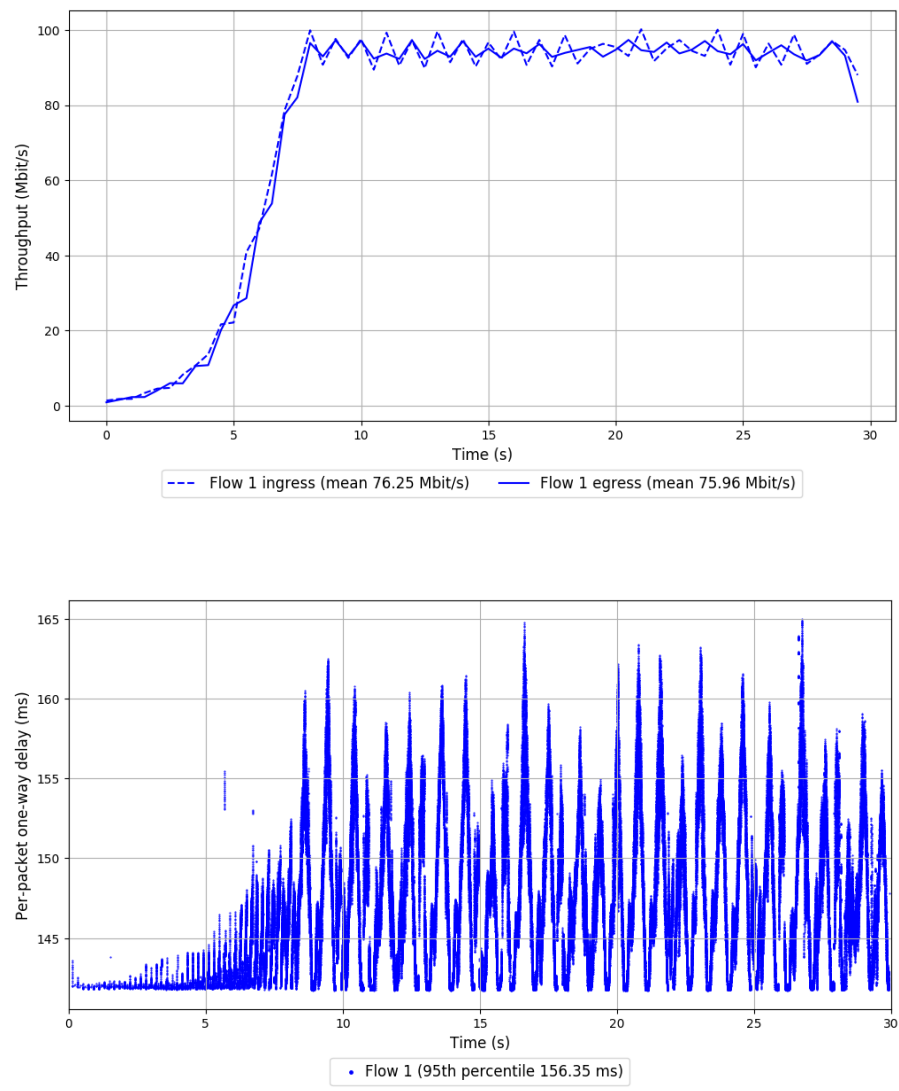 100
80
60
40
20
0
Throughput (Mbit/s)
0 5 10 15 20 25 30
Time (s)
Flow 1 ingress (mean 76.25 Mbit/s) Flow 1 egress (mean 75.96 Mbit/s)
165
160
155
150
145
Per-packet one-way delay (ms)
0 5 10 15 20 25 30
Time (s)
Flow 1 (95th percentile 156.35 ms)